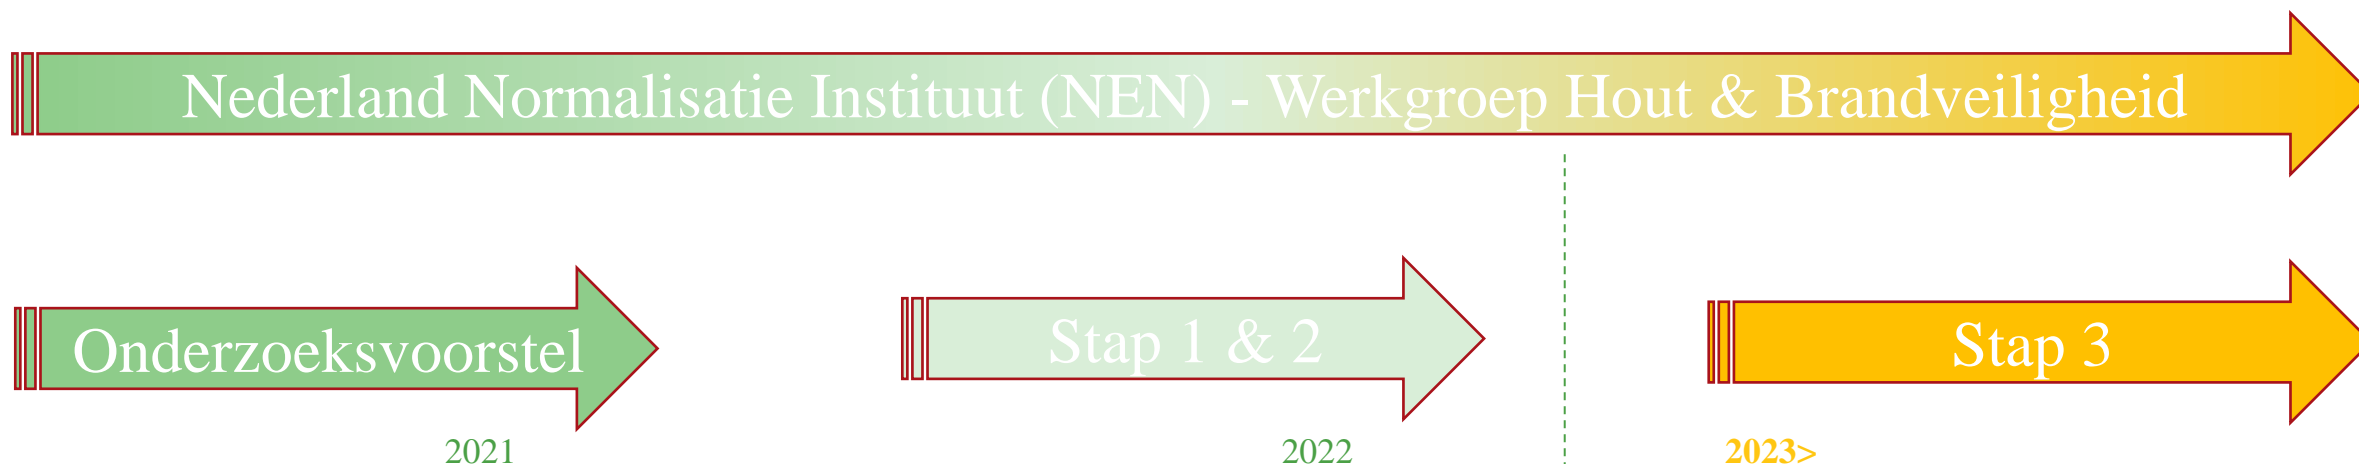 Nederland Normalisatie Instituut (NEN) - Werkgroep Hout & Brandveiligheid
Onderzoeksvoorstel
Stap 1 & 2
Stap 3
2021
2022
2023>